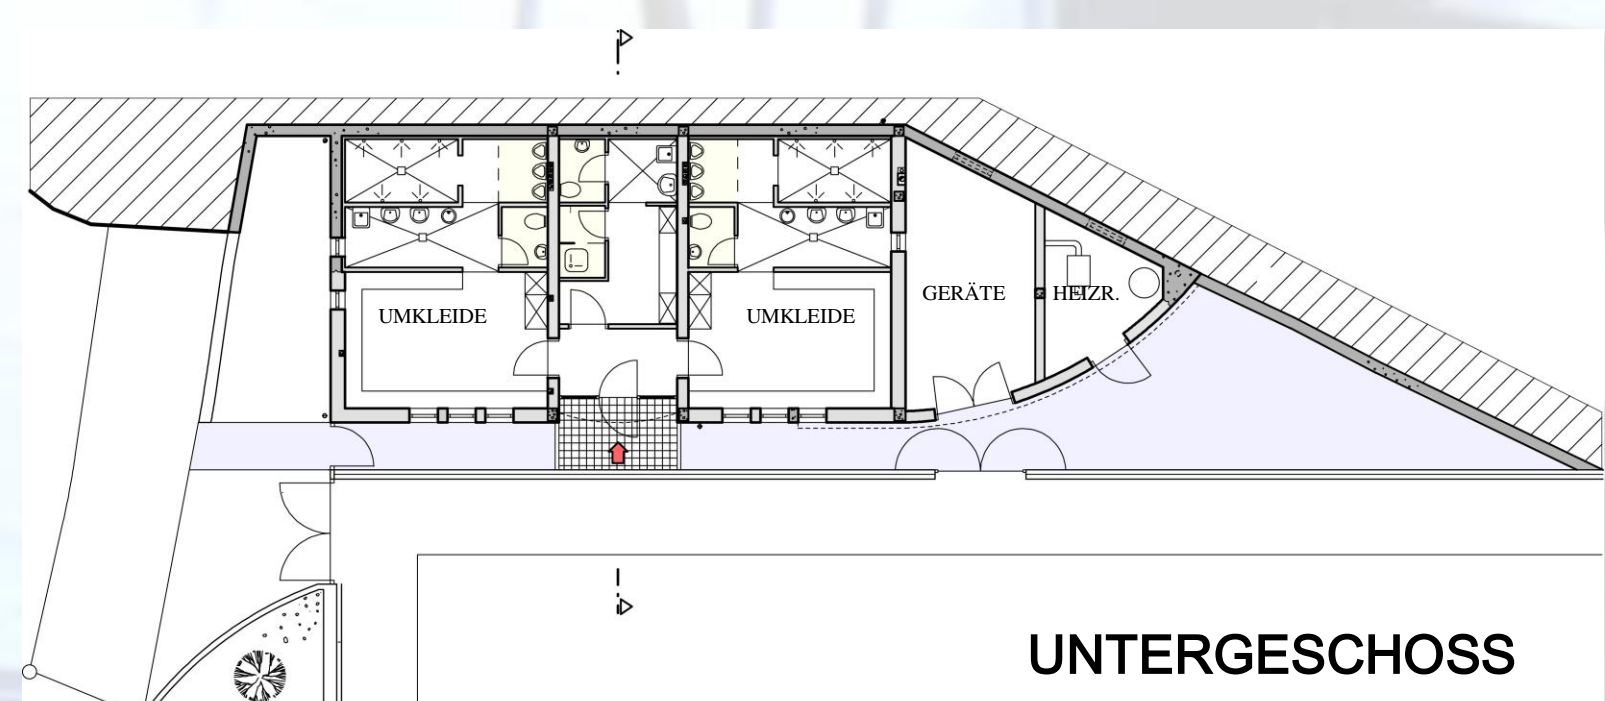 UMKLEIDE
UMKLEIDE
GERÄTE
HEIZR.
UNTERGESCHOSS